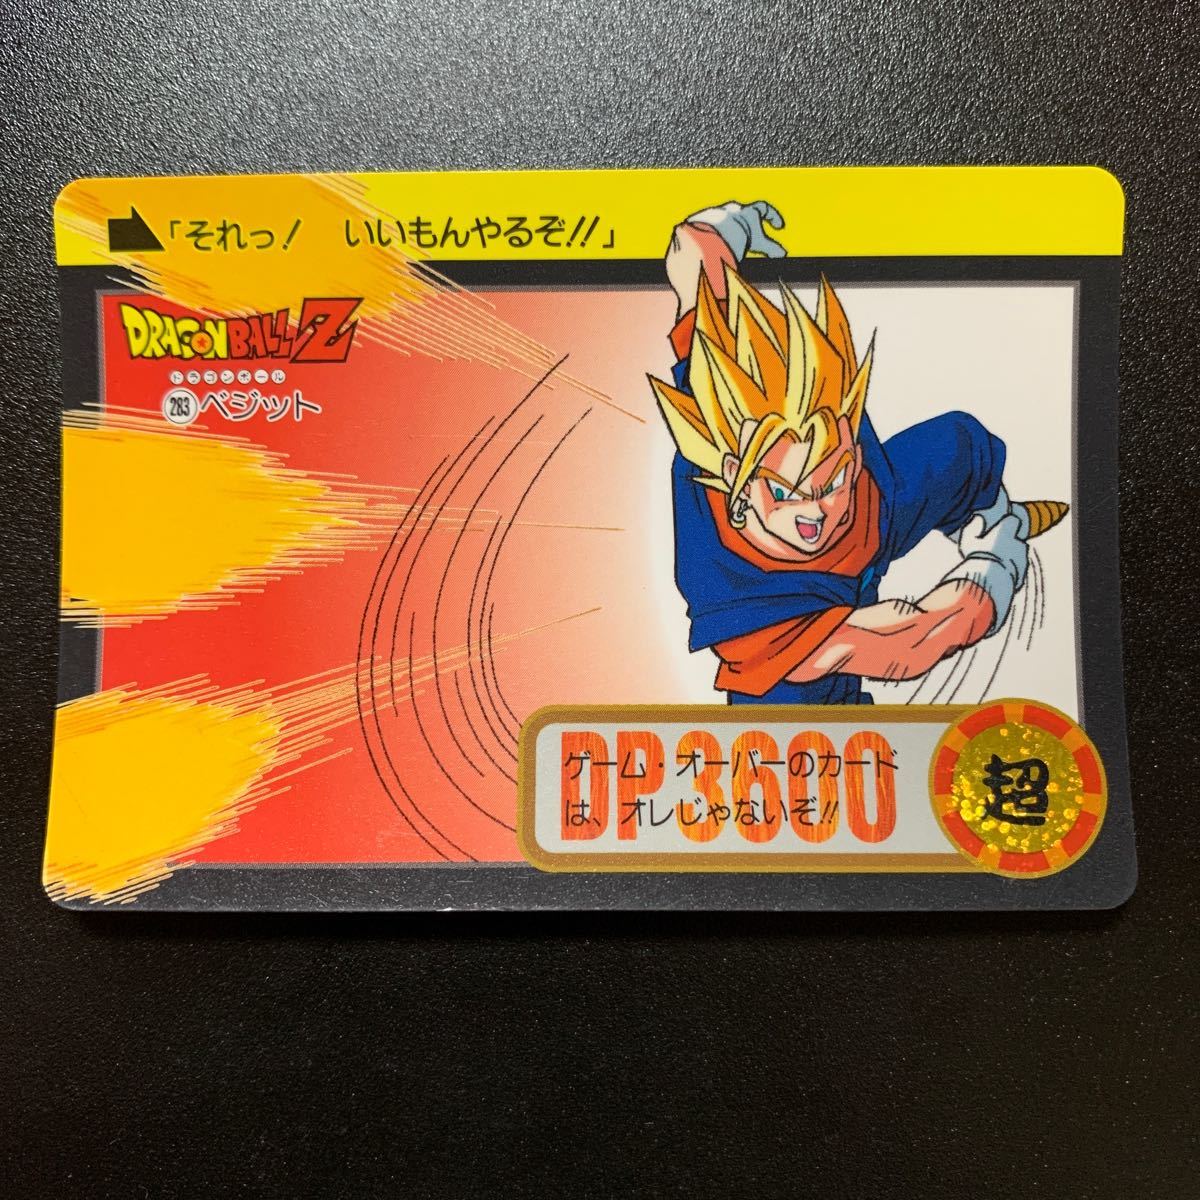 「それっ！ いいもんやるぞ!!」
DRAGON BALL Z
ドラゴンボール
283 ベジット
DP3600
ゲーム・オーバーのカード
は、オレじゃないぞ!!
超